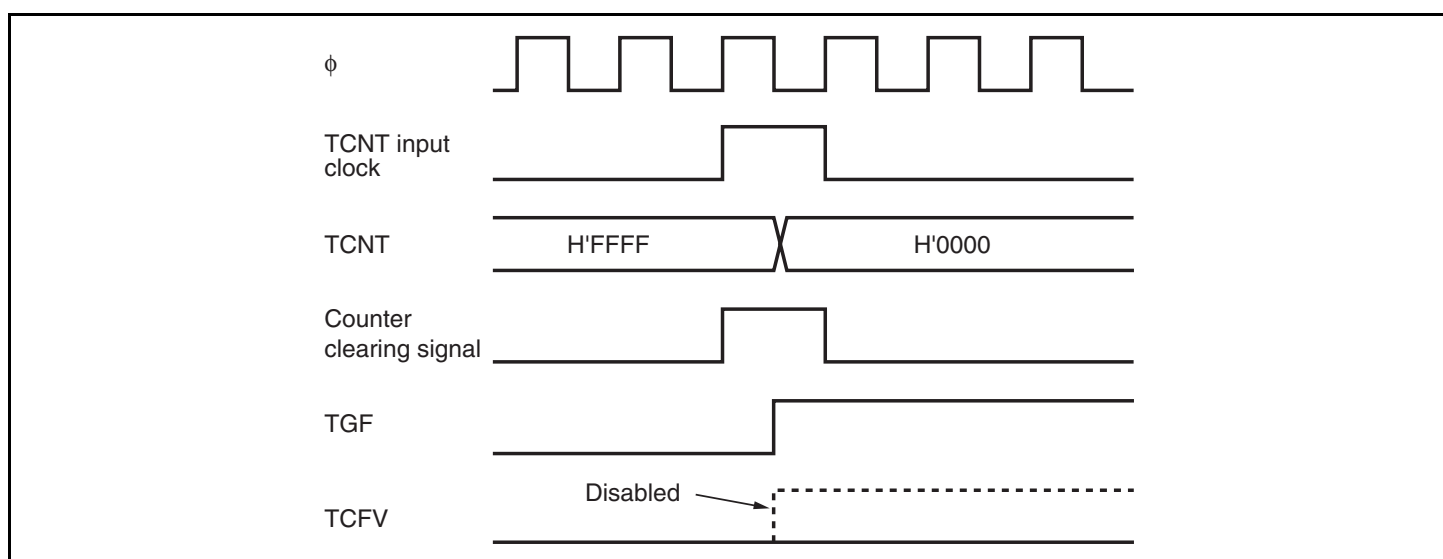 ϕ
TCNT input
clock
TCNT
H'FFFF
H'0000
Counter
clearing signal
TGF
Disabled
TCFV